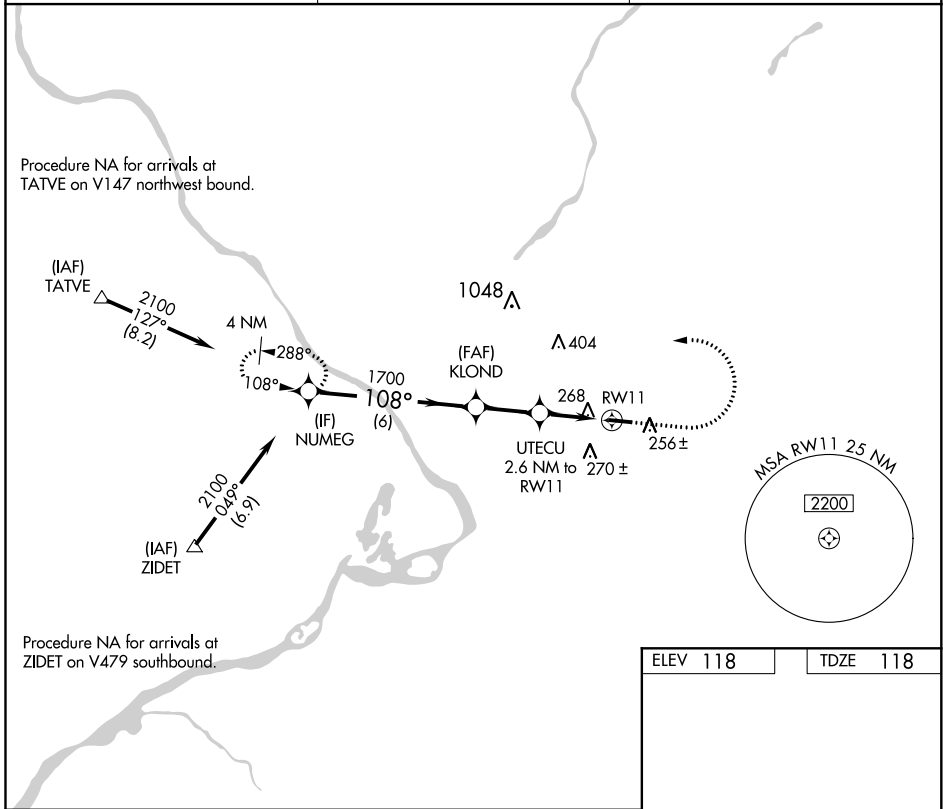 Procedure NA for arrivals at
TATVE on V147 northwest bound.
(IAF)
TATVE
2100
127°
(8.2)
4 NM
288°
108°
(IF)
NUMEG
1700
108°
(6)
(FAF)
KLOND
1048
404
268
RW11
256 ±
UTECU
2.6 NM to
RW11
270 ±
2100
049°
(6.9)
(IAF)
ZIDET
MSA RW11 25 NM
2200
Procedure NA for arrivals at
ZIDET on V479 southbound.
ELEV 118
TDZE 118